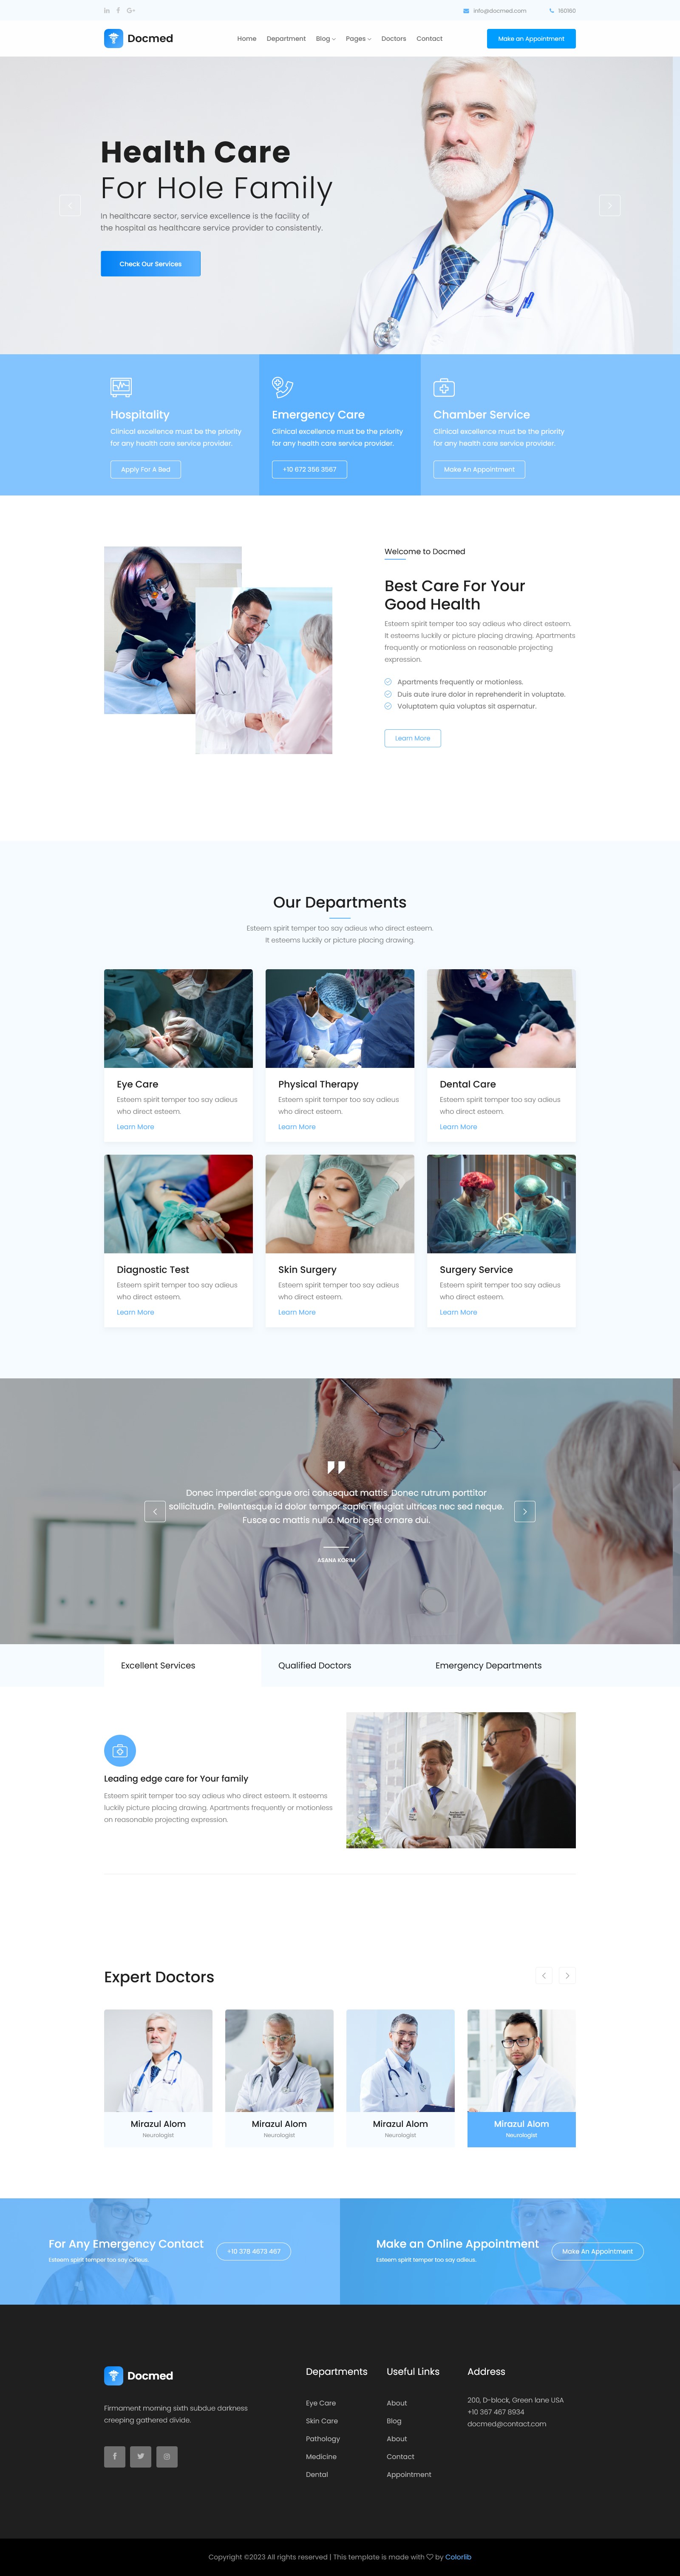 info@docmed.com
160160
Docmed
Home
Department
Blog
Pages
Doctors
Contact
Make an Appointment
Health Care
For Hole Family
In healthcare sector, service excellence is the facility of
the hospital as healthcare service provider to consistently.
Check Our Services
Hospitality
Clinical excellence must be the priority
for any health care service provider.
Apply For A Bed
Emergency Care
Clinical excellence must be the priority
for any health care service provider.
+10 672 356 3567
Chamber Service
Clinical excellence must be the priority
for any health care service provider.
Make An Appointment
Welcome to Docmed
Best Care For Your
Good Health
Esteem spirit temper too say adieus who direct esteem.
It esteems luckily or picture placing drawing. Apartments
frequently or motionless on reasonable projecting
expression.
Apartments frequently or motionless.
Duis aute irure dolor in reprehenderit in voluptate.
Voluptatem quia voluptas sit aspernatur.
Learn More
Our Departments
Esteem spirit temper too say adieus who direct esteem.
It esteems luckily or picture placing drawing.
Eye Care
Esteem spirit temper too say adieus
who direct esteem.
Learn More
Physical Therapy
Esteem spirit temper too say adieus
who direct esteem.
Learn More
Dental Care
Esteem spirit temper too say adieus
who direct esteem.
Learn More
Diagnostic Test
Esteem spirit temper too say adieus
who direct esteem.
Learn More
Skin Surgery
Esteem spirit temper too say adieus
who direct esteem.
Learn More
Surgery Service
Esteem spirit temper too say adieus
who direct esteem.
Learn More
Donec imperdiet congue orci consequat mattis. Donec rutrum porttitor
sollicitudin. Pellentesque id dolor tempor sapien feugiat ultrices nec sed neque.
Fusce ac mattis nulla. Morbi eget ornare dui.
ASANA KORIM
Excellent Services
Qualified Doctors
Emergency Departments
Leading edge care for Your family
Esteem spirit temper too say adieus who direct esteem. It esteems
luckily picture placing drawing. Apartments frequently or motionless
on reasonable projecting expression.
Expert Doctors
Mirazul Alom
Neurologist
Mirazul Alom
Neurologist
Mirazul Alom
Neurologist
Mirazul Alom
Neurologist
For Any Emergency Contact
Esteem spirit temper too say adieus.
+10 378 4673 467
Make an Online Appointment
Esteem spirit temper too say adieus.
Make An Appointment
Docmed
Firmament morning sixth subdue darkness
creeping gathered divide.
Departments
Eye Care
Skin Care
Pathology
Medicine
Dental
Useful Links
About
Blog
About
Contact
Appointment
Address
200, D-block, Green lane USA
+10 367 467 8934
docmed@contact.com
Copyright ©2023 All rights reserved | This template is made with ♡ by Colorlib